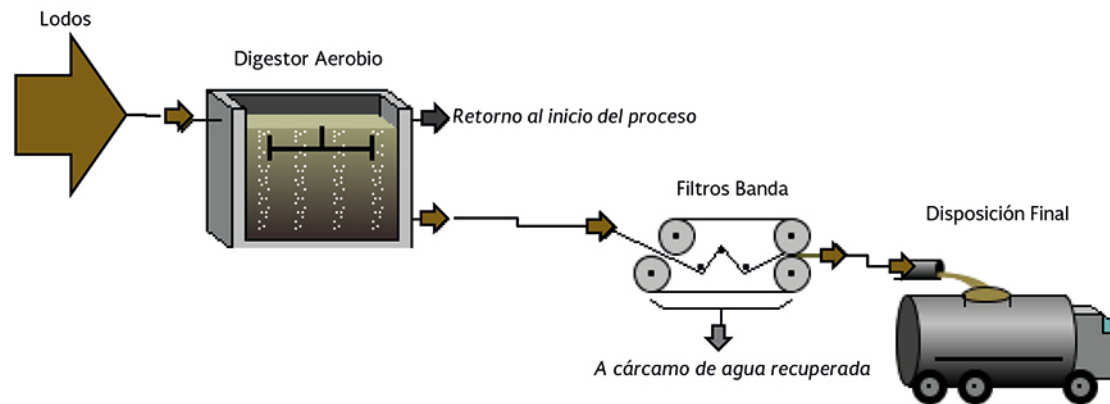 Lodos
Digestor Aerobio
Retorno al inicio del proceso
Filtros Banda
Disposición Final
A cárcamo de agua recuperada